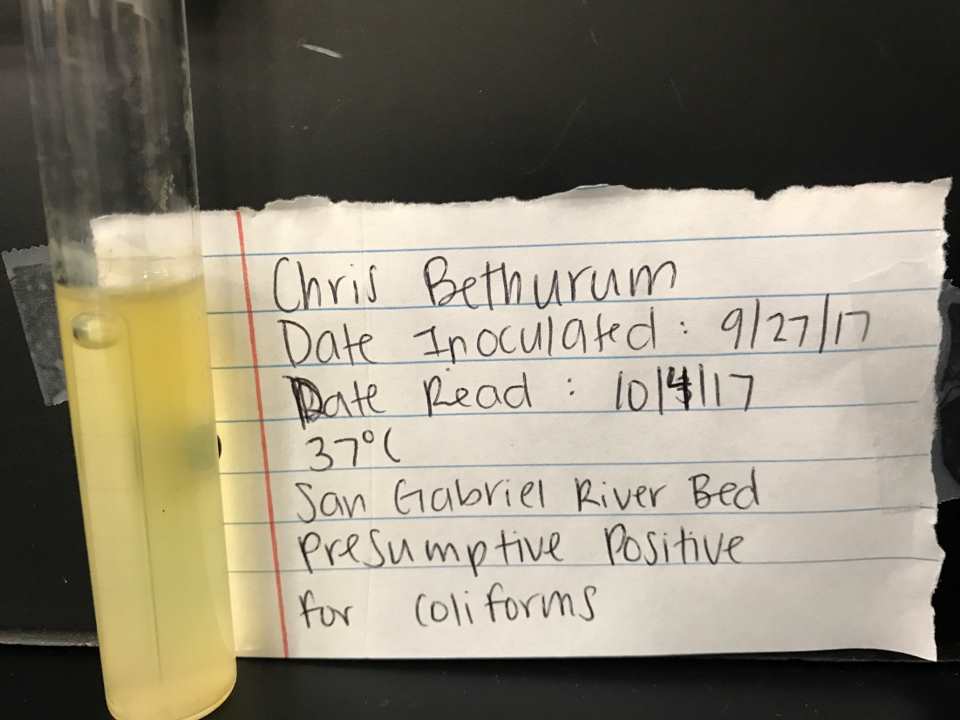 Chris Bethurum
Date Inoculated : 9/27/17
Date Read : 10/4/17
37°C
San Gabriel River Bed
Presumptive Positive
for coliforms